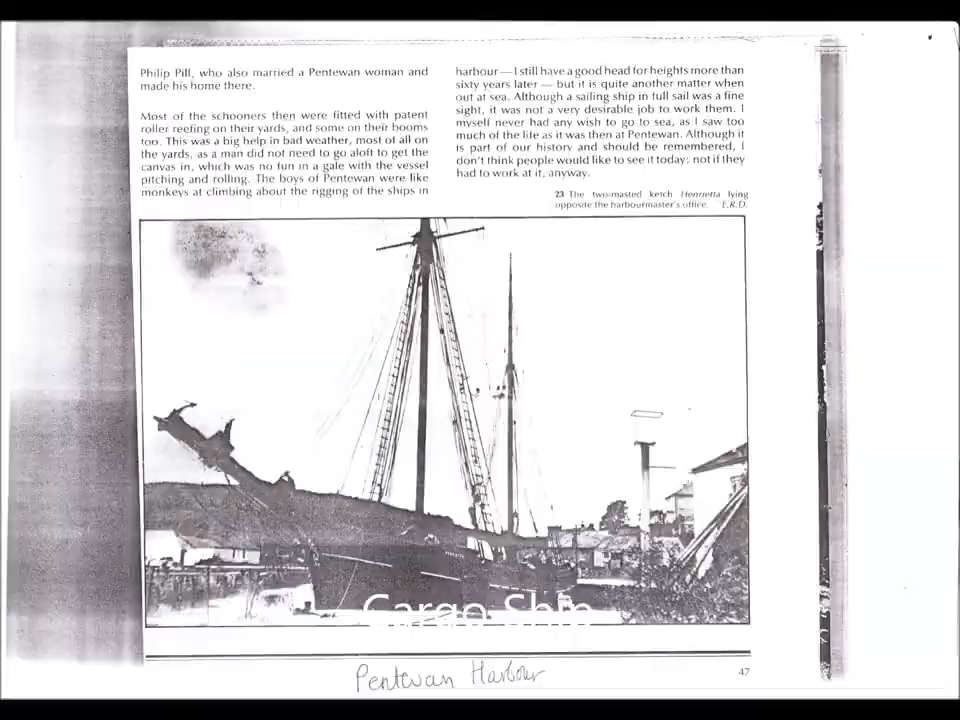 Philip Pill, who also married a Pentewan woman and
made his home there.
Most of the schooners then were fitted with patent
roller reefing on their yards, and some on their booms
too. This was a big help in bad weather, most of all on
the yards, as a man did not need to go aloft to get the
canvas in, which was no fun in a gale with the vessel
pitching and rolling. The boys of Pentewan were like
monkeys at climbing about the rigging of the ships in
harbour — I still have a good head for heights more than
sixty years later — but it is quite another matter when
out at sea. Although a sailing ship in full sail was a fine
sight, it was not a very desirable job to work them. I
myself never had any wish to go to sea, as I saw too
much of the life as it was then at Pentewan. Although it
is part of our history and should be remembered, I
don't think people would like to see it today: not if they
had to work at it, anyway.
23 The two-masted ketch Henrietta lying
opposite the harbourmaster's office. E.R.D.
Cargo Ship
47
Pentewan Harbour